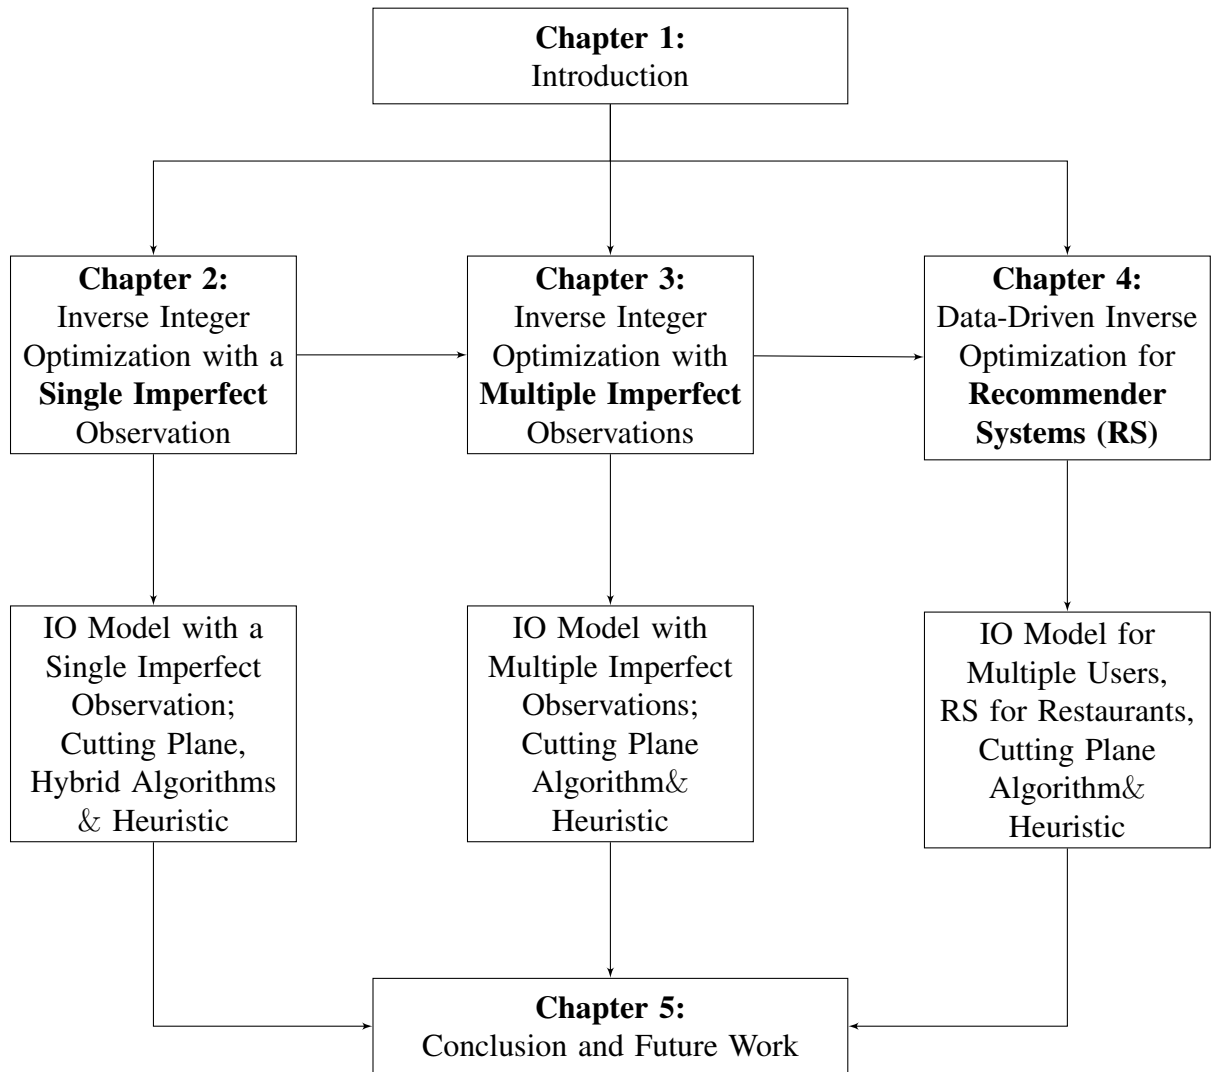 Chapter 1:
Introduction
Chapter 2:
Inverse Integer
Optimization with a
Single Imperfect
Observation
Chapter 3:
Inverse Integer
Optimization with
Multiple Imperfect
Observations
Chapter 4:
Data-Driven Inverse
Optimization for
Recommender
Systems (RS)
IO Model with a
Single Imperfect
Observation;
Cutting Plane,
Hybrid Algorithms
& Heuristic
IO Model with
Multiple Imperfect
Observations;
Cutting Plane
Algorithm&
Heuristic
IO Model for
Multiple Users,
RS for Restaurants,
Cutting Plane
Algorithm&
Heuristic
Chapter 5:
Conclusion and Future Work